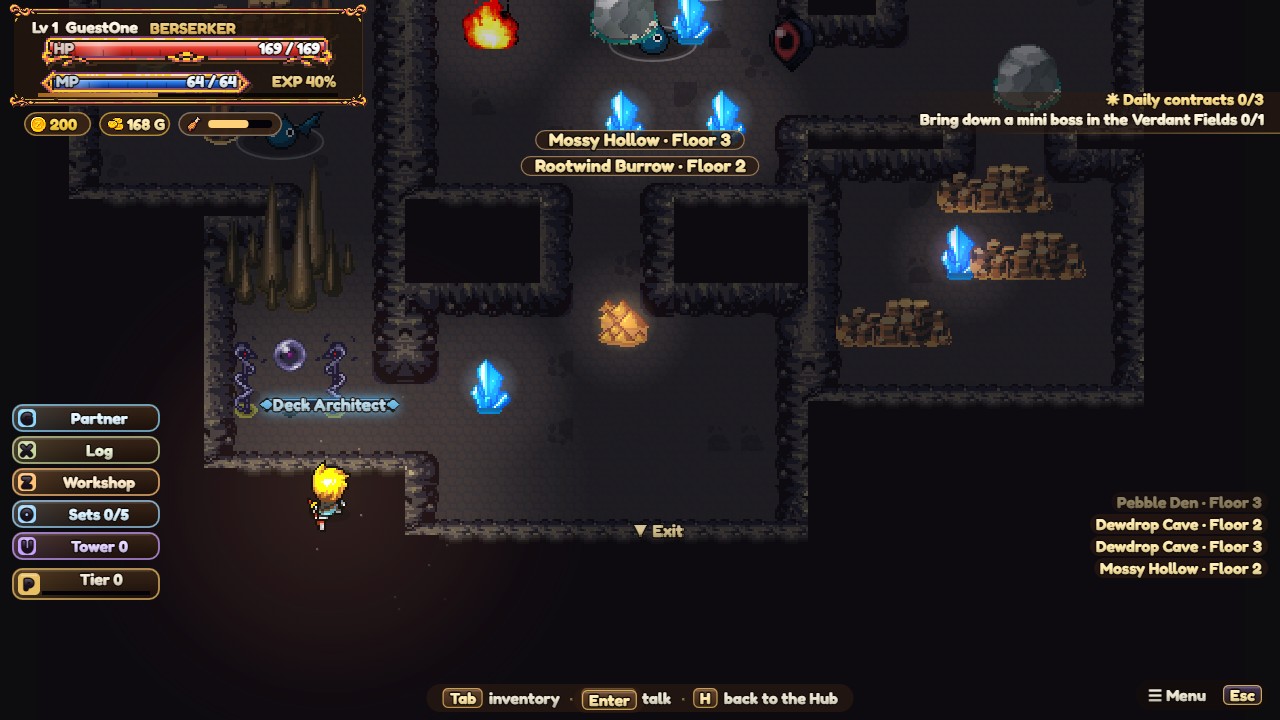 Lv 1 GuestOne BERSERKER
HP 169 / 169
MP 64 / 64 EXP 40%
200 168 G
✳ Daily contracts 0/3
Bring down a mini boss in the Verdant Fields 0/1
Mossy Hollow · Floor 3
Rootwind Burrow · Floor 2
Deck Architect
Partner
Log
Workshop
Sets 0/5
Tower 0
Tier 0
▼ Exit
Pebble Den · Floor 3
Dewdrop Cave · Floor 2
Dewdrop Cave · Floor 3
Mossy Hollow · Floor 2
Tab inventory · Enter talk · H back to the Hub
☰ Menu Esc